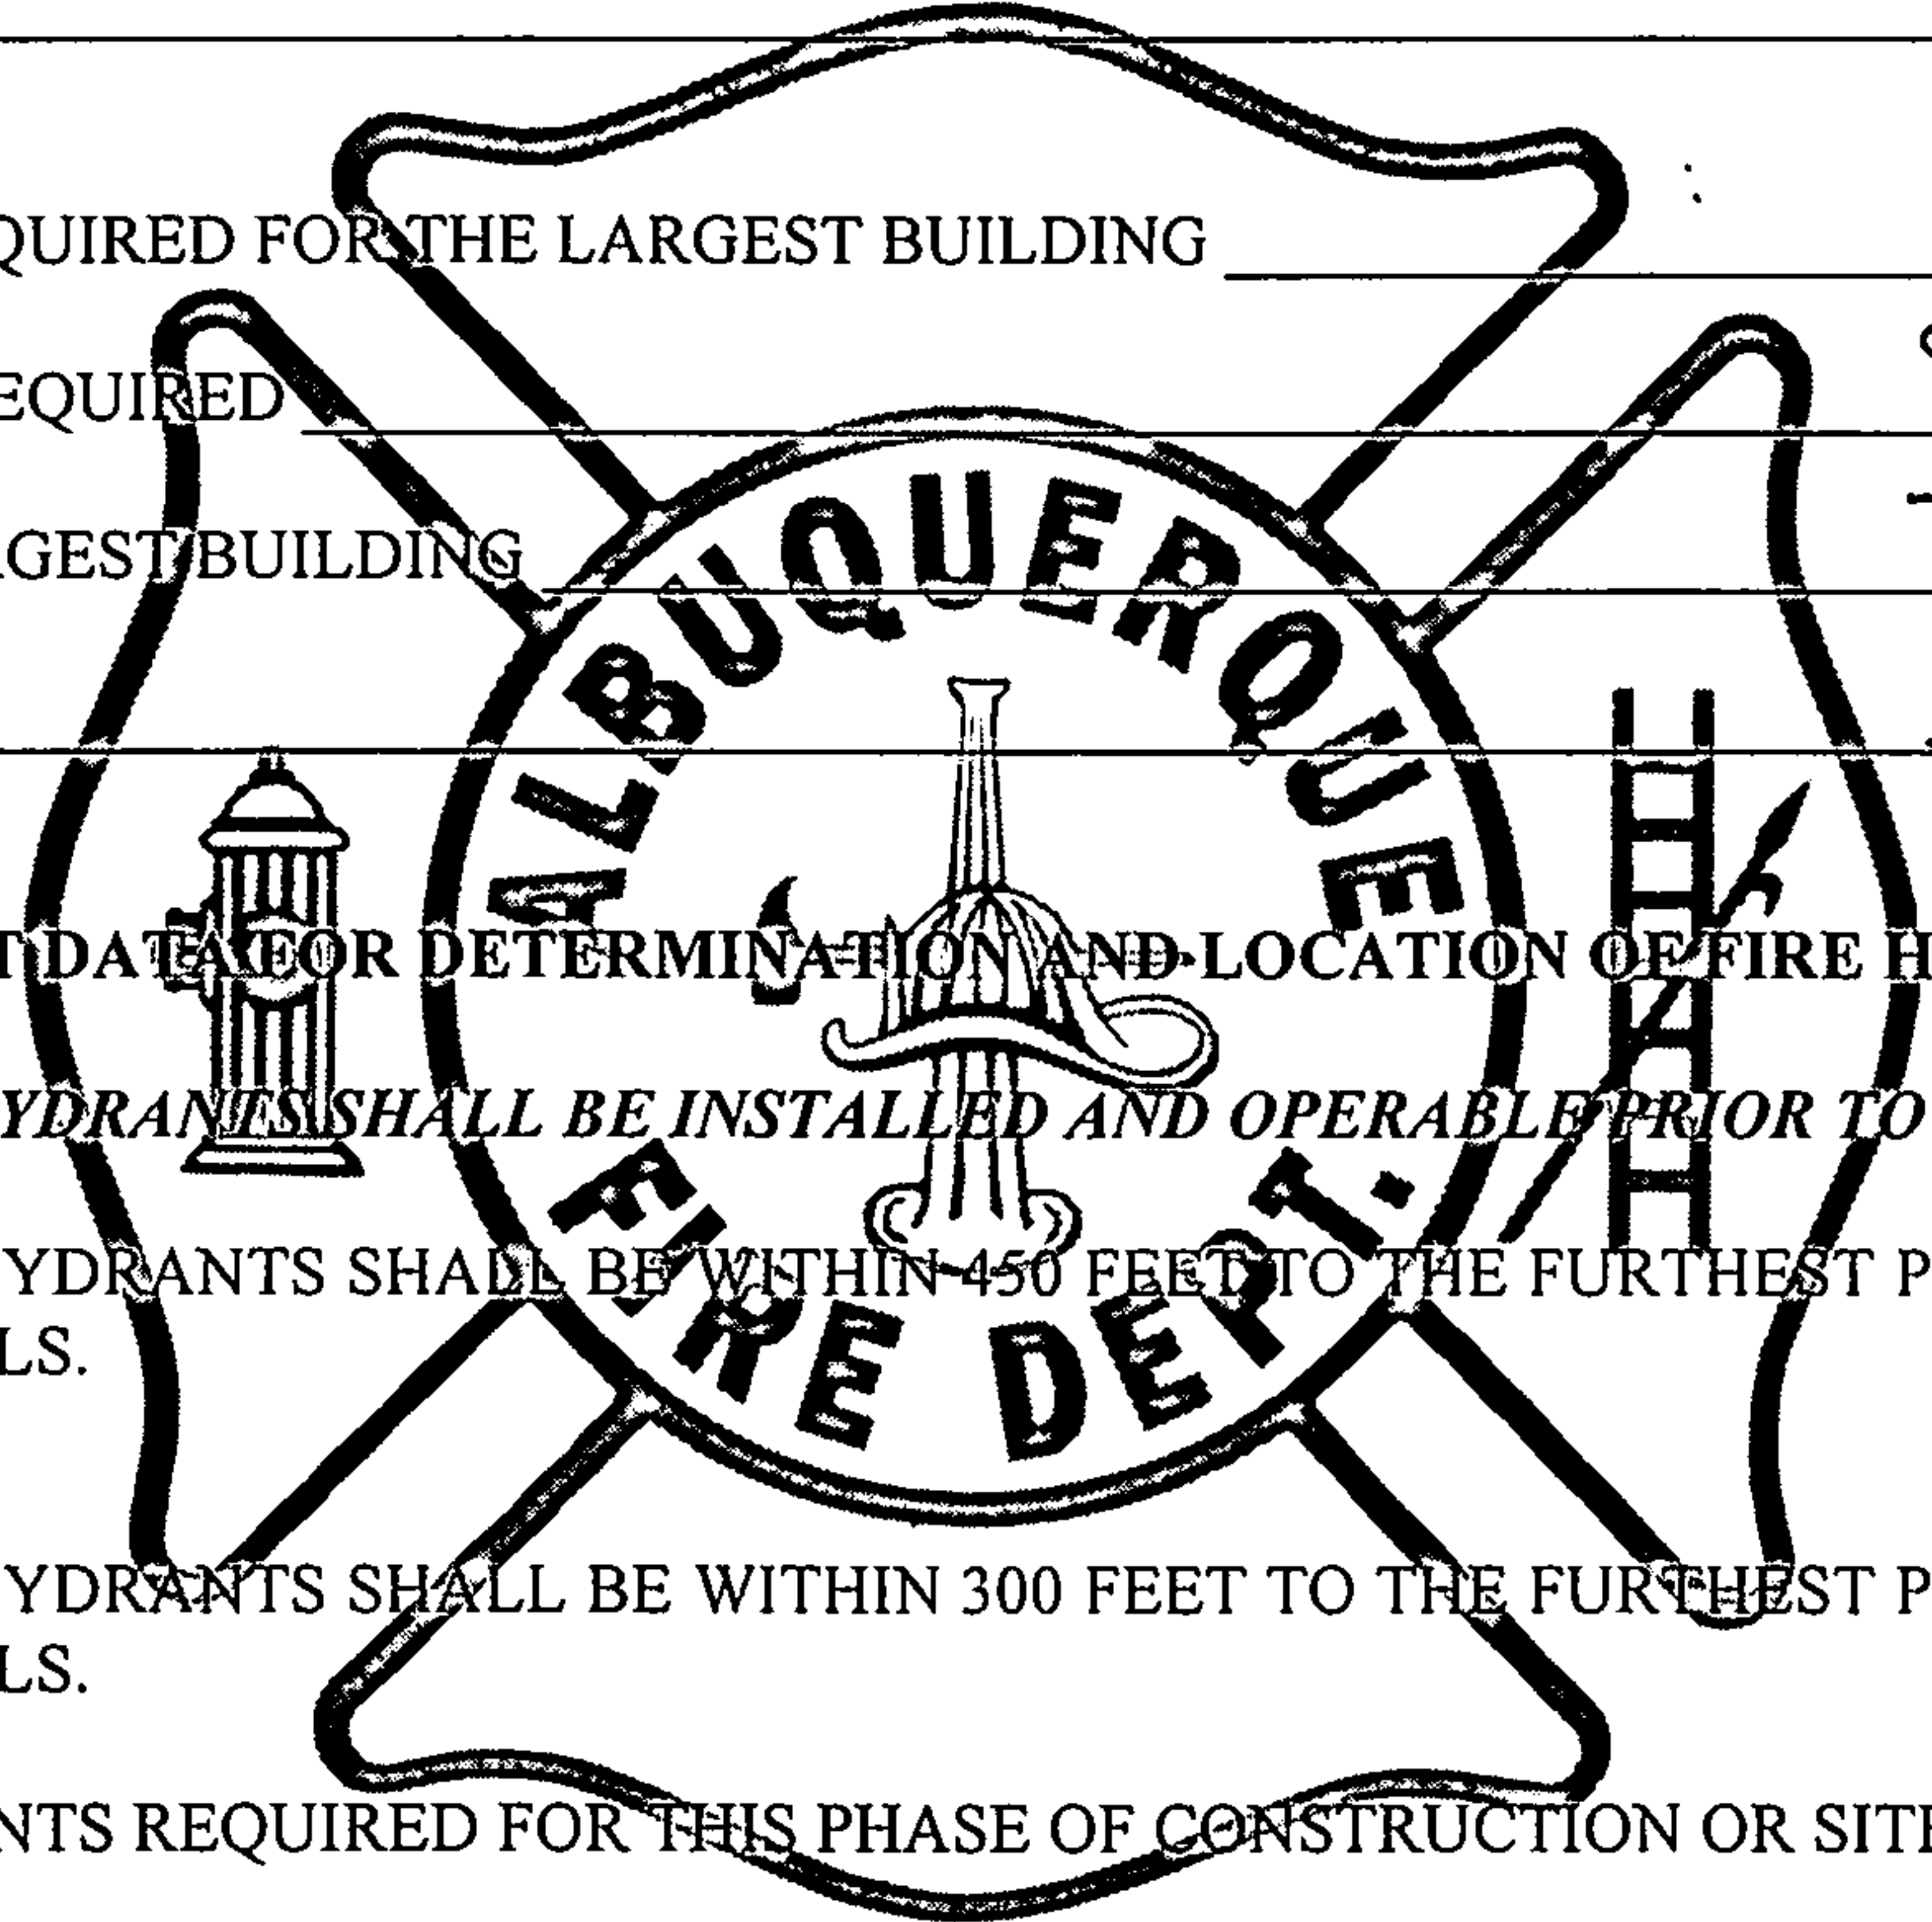 QUIRED FOR THE LARGEST BUILDING
EQUIRED
GEST BUILDING
ALBUQUERQUE
T DATA FOR DETERMINATION AND LOCATION OF FIRE H
YDRANTS SHALL BE INSTALLED AND OPERABLE PRIOR TO
FIRE DEPT.
YDRANTS SHALL BE WITHIN 450 FEET TO THE FURTHEST P
LS.
YDRANTS SHALL BE WITHIN 300 FEET TO THE FURTHEST P
LS.
NTS REQUIRED FOR THIS PHASE OF CONSTRUCTION OR SITE